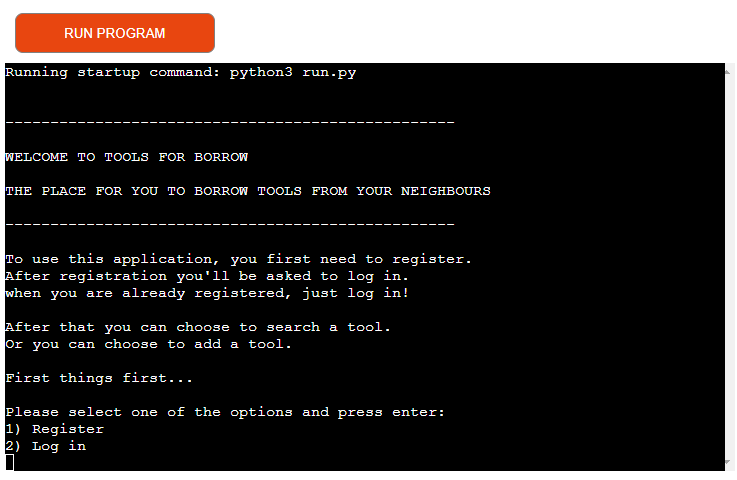 RUN PROGRAM
Running startup command: python3 run.py
--------------------------------------------------
WELCOME TO TOOLS FOR BORROW
THE PLACE FOR YOU TO BORROW TOOLS FROM YOUR NEIGHBOURS
--------------------------------------------------
To use this application, you first need to register.
After registration you'll be asked to log in.
when you are already registered, just log in!
After that you can choose to search a tool.
Or you can choose to add a tool.
First things first...
Please select one of the options and press enter:
1) Register
2) Log in